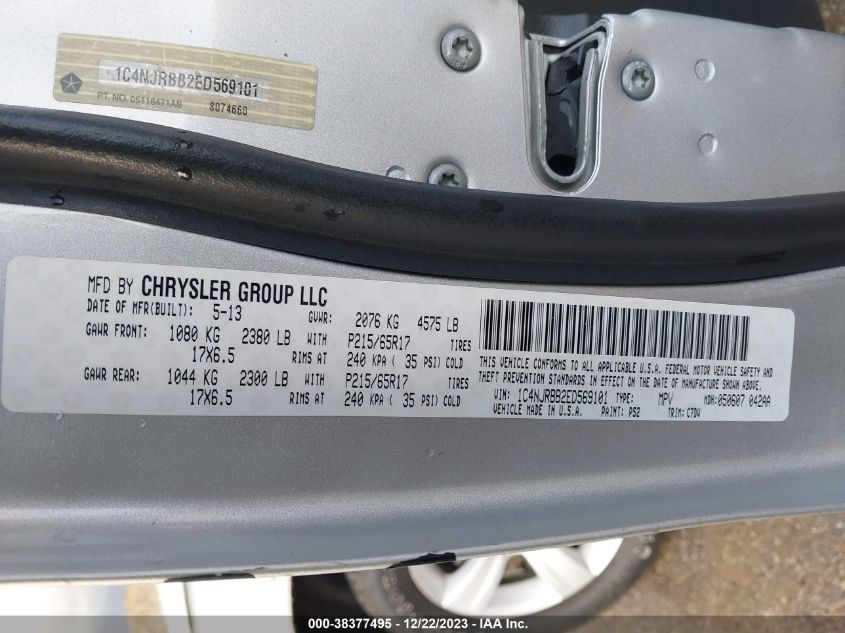 1C4NJRBB2ED569101
PT. NO. 05116471AB 8074660
MFD BY CHRYSLER GROUP LLC
DATE OF MFR(BUILT): 5-13 GVWR: 2076 KG 4575 LB
GAWR FRONT: 1080 KG 2380 LB WITH P215/65R17 TIRES
17X6.5 RIMS AT 240 KPA ( 35 PSI) COLD
GAWR REAR: 1044 KG 2300 LB WITH P215/65R17 TIRES
17X6.5 RIMS AT 240 KPA ( 35 PSI) COLD
THIS VEHICLE CONFORMS TO ALL APPLICABLE U.S.A. FEDERAL MOTOR VEHICLE SAFETY AND
THEFT PREVENTION STANDARDS IN EFFECT ON THE DATE OF MANUFACTURE SHOWN ABOVE.
VIN: 1C4NJRBB2ED569101 TYPE: MPV MDH: 050607 042AA
VEHICLE MADE IN U.S.A. PAINT: PS2 TRIM: C7DV
000-38377495 - 12/22/2023 - IAA Inc.